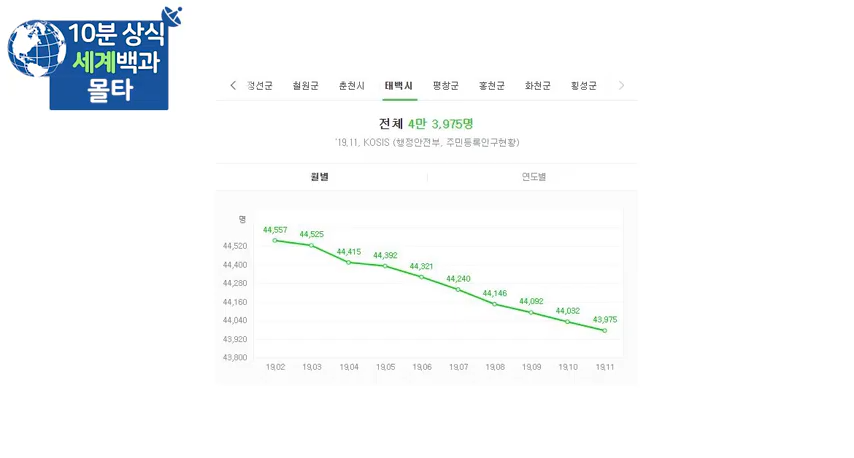 10분 상식
세계백과
몰타
정선군 철원군 춘천시 태백시 평창군 홍천군 화천군 횡성군
전체 4만 3,975명
'19.11, KOSIS (행정안전부, 주민등록인구현황)
월별 연도별
명
44,557 44,525 44,415 44,392 44,321 44,240 44,146 44,092 44,032 43,975
44,520
44,400
44,280
44,160
44,040
43,920
43,800
19.02 19.03 19.04 19.05 19.06 19.07 19.08 19.09 19.10 19.11